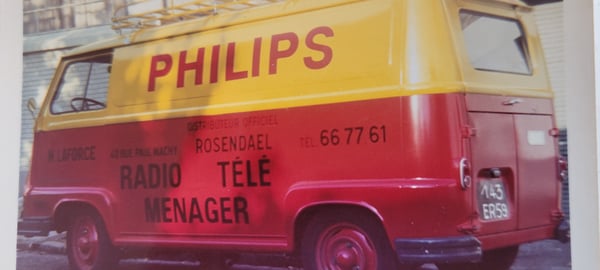 PHILIPS
DISTRIBUTEUR OFFICIEL
ROSENDAEL
TEL. 66 77 61
LAFORCE
40 RUE PAUL MACHY
RADIO TÉLÉ
MENAGER
143
ER59